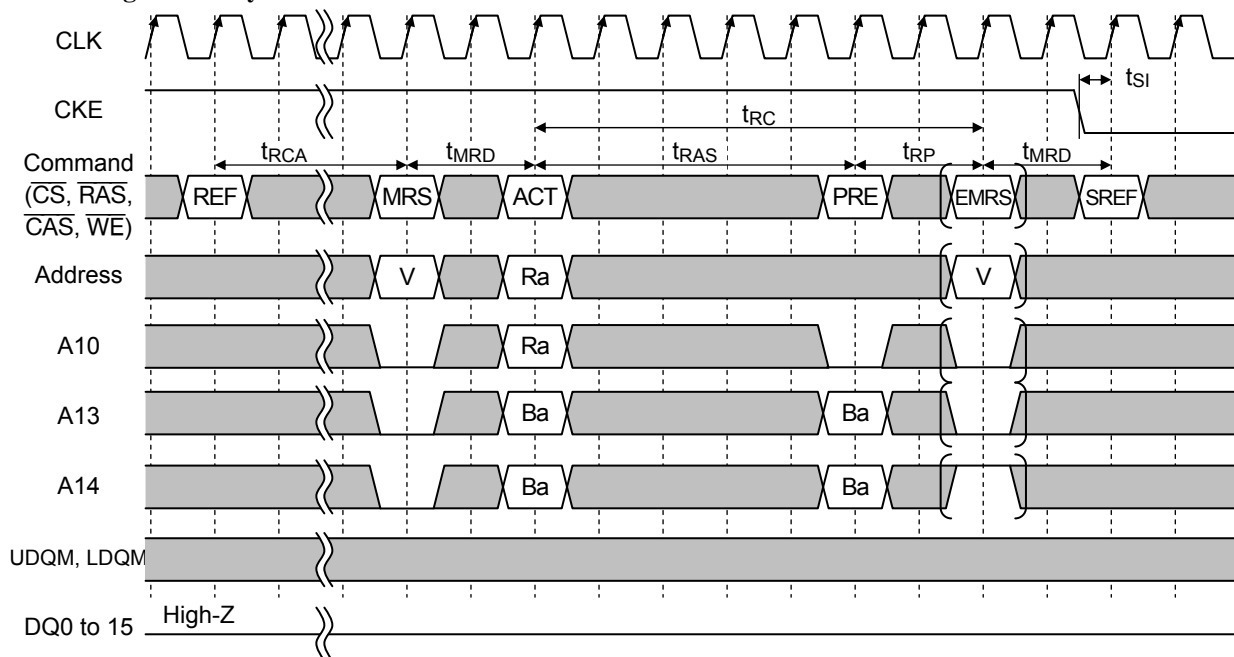 CLK
CKE
tSI
tRC
Command
(CS, RAS,
CAS, WE)
tRCA
tMRD
tRAS
tRP
tMRD
REF
MRS
ACT
PRE
EMRS
SREF
Address
V
Ra
V
A10
Ra
A13
Ba
Ba
A14
Ba
Ba
UDQM, LDQM
DQ0 to 15
High-Z